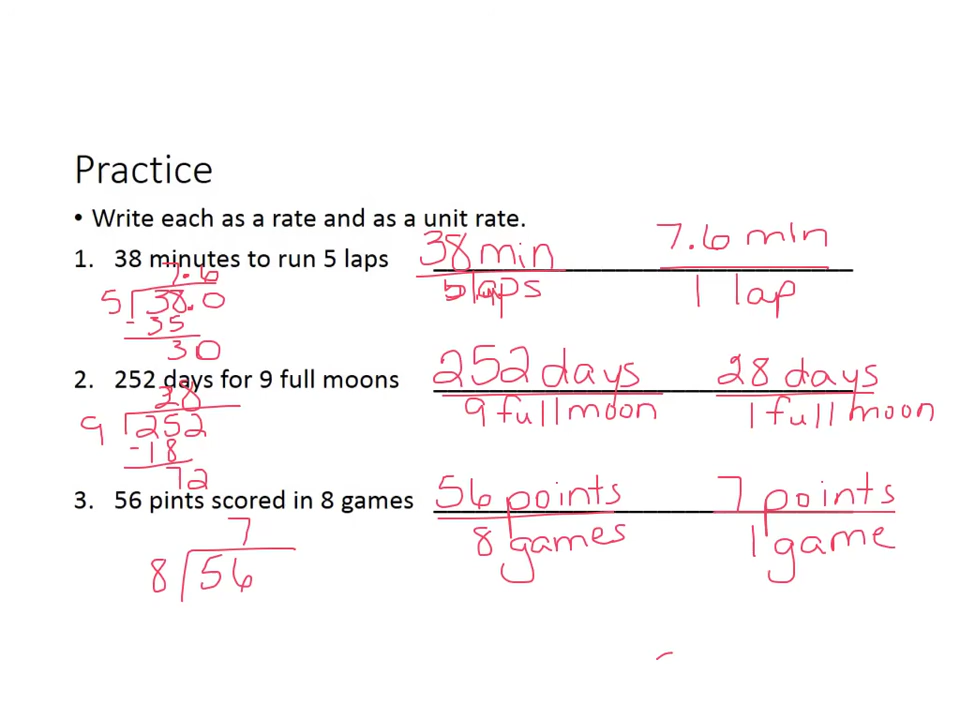 Practice
• Write each as a rate and as a unit rate.
1. 38 minutes to run 5 laps 38 min 7.6 min
5 laps 1 lap
7.6
5 38.0
- 35
30
2. 252 days for 9 full moons 252 days 28 days
9 full moon 1 full moon
28
9 252
- 18
72
3. 56 pints scored in 8 games 56 points 7 points
8 games 1 game
7
8 56